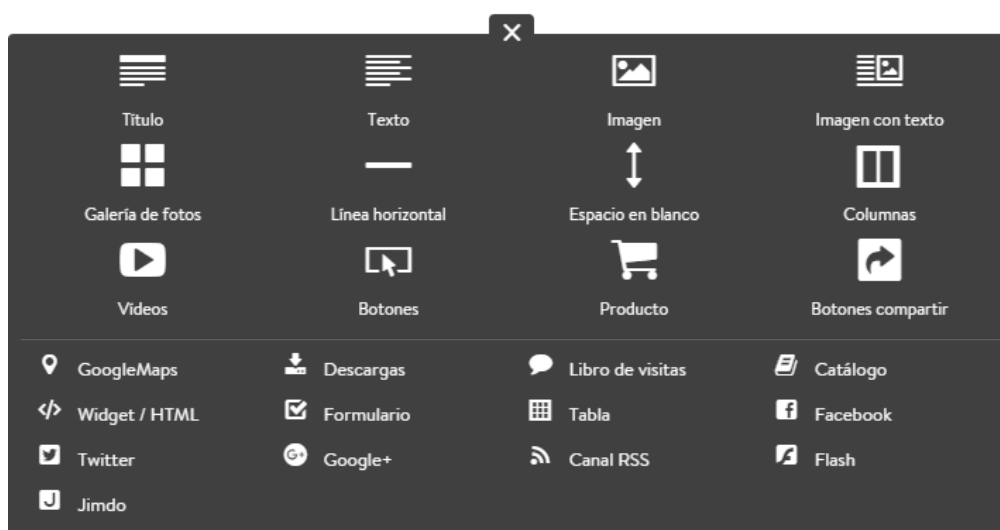 Título Texto Imagen Imagen con texto
Galería de fotos Línea horizontal Espacio en blanco Columnas
Vídeos Botones Producto Botones compartir
GoogleMaps Descargas Libro de visitas Catálogo
Widget / HTML Formulario Tabla Facebook
Twitter Google+ Canal RSS Flash
Jimdo